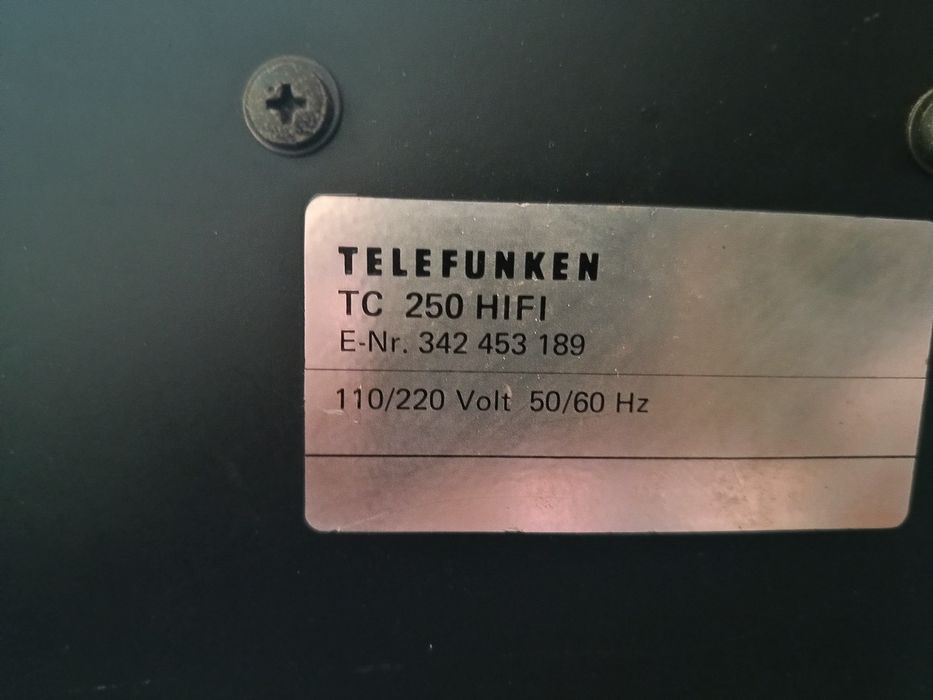 TELEFUNKEN
TC 250 HIFI
E-Nr. 342 453 189
110/220 Volt 50/60 Hz